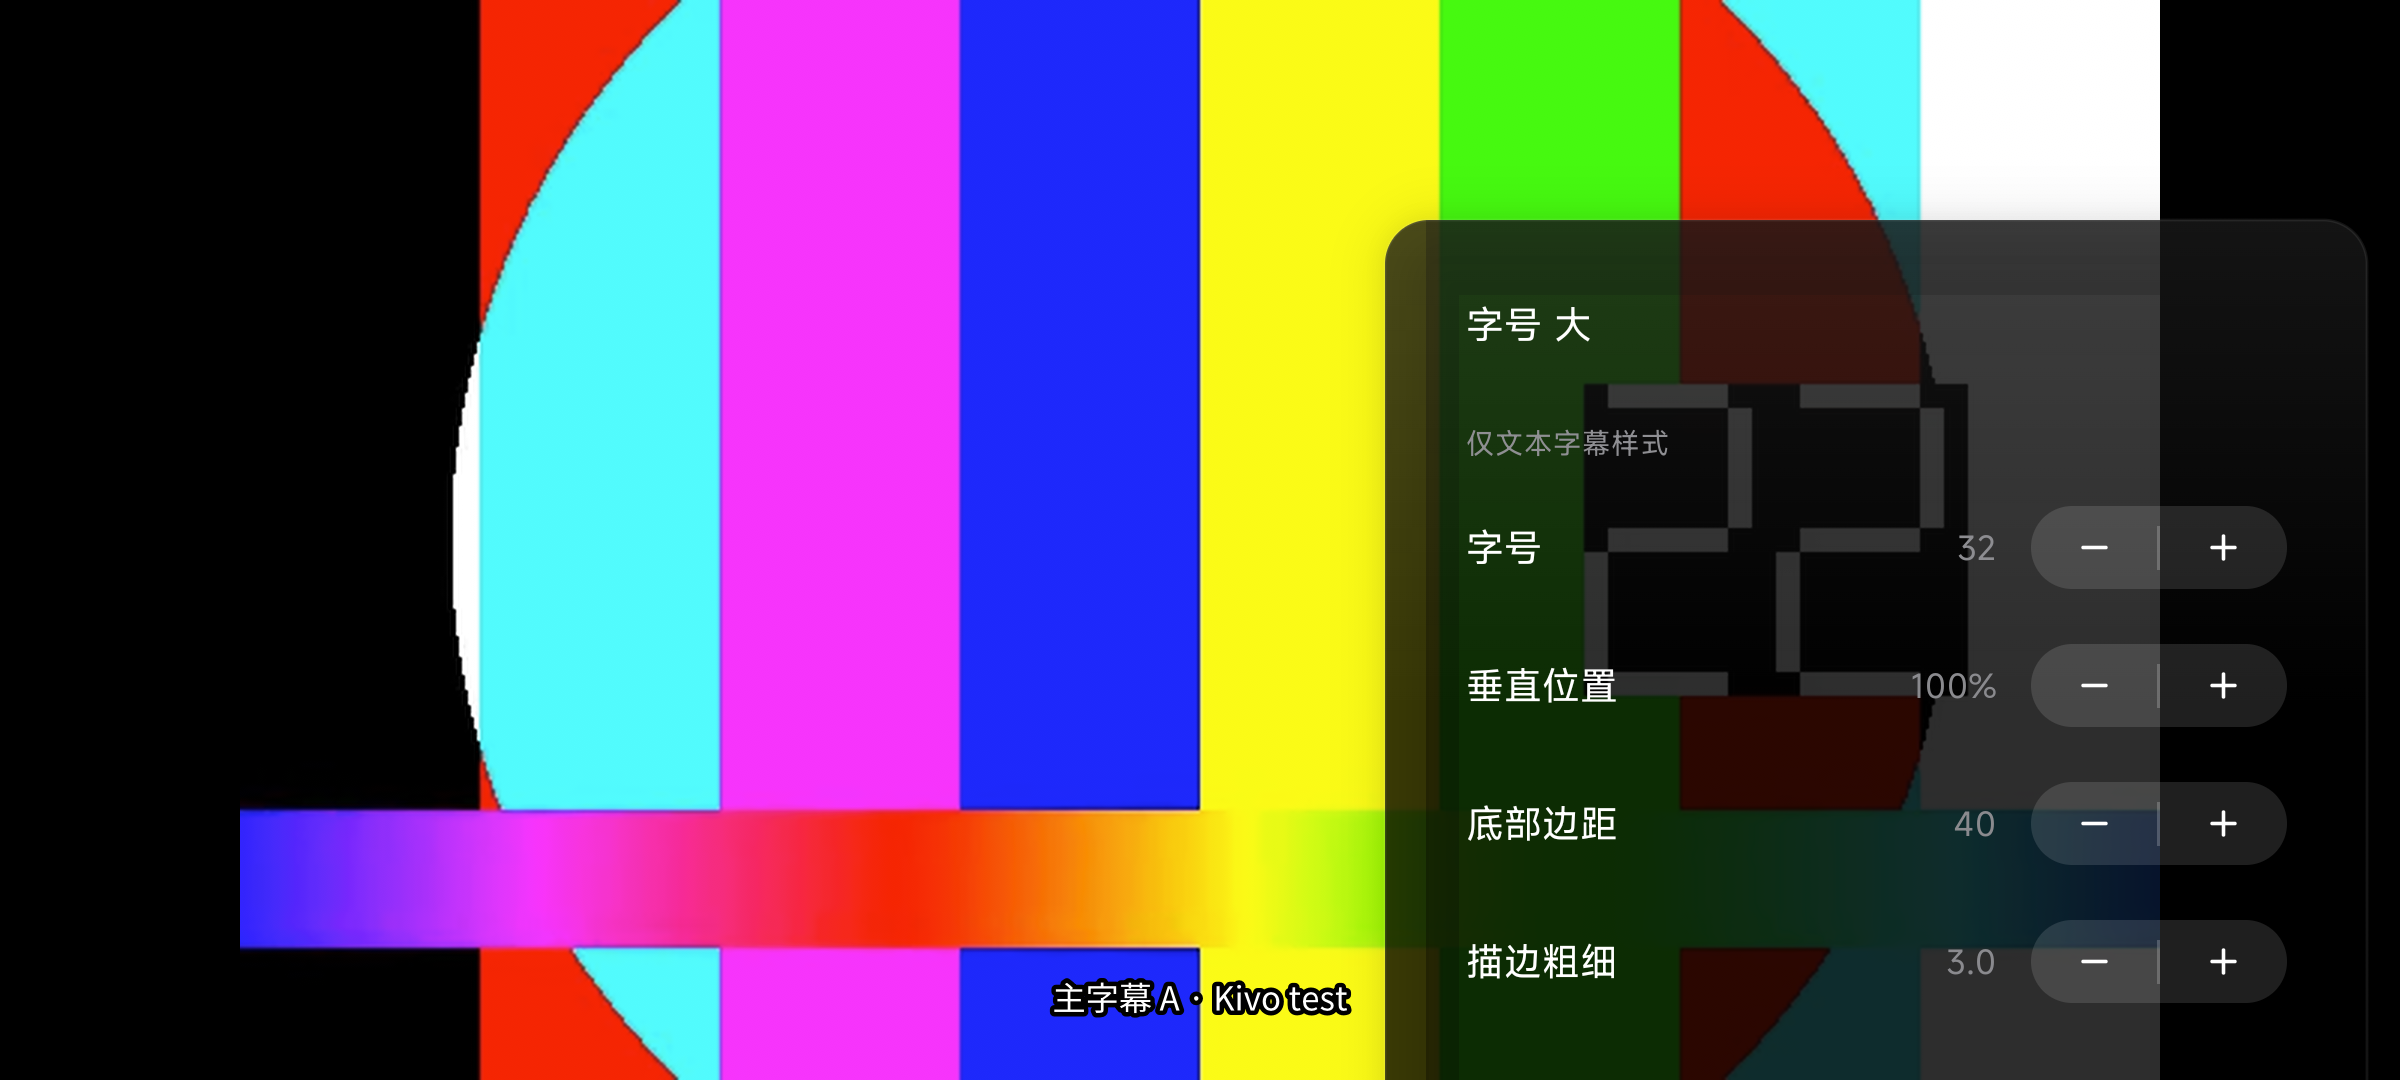 字号 大
仅文本字幕样式
字号 32 − +
垂直位置 100% − +
底部边距 40 − +
描边粗细 3.0 − +
主字幕 A · Kivo test
22